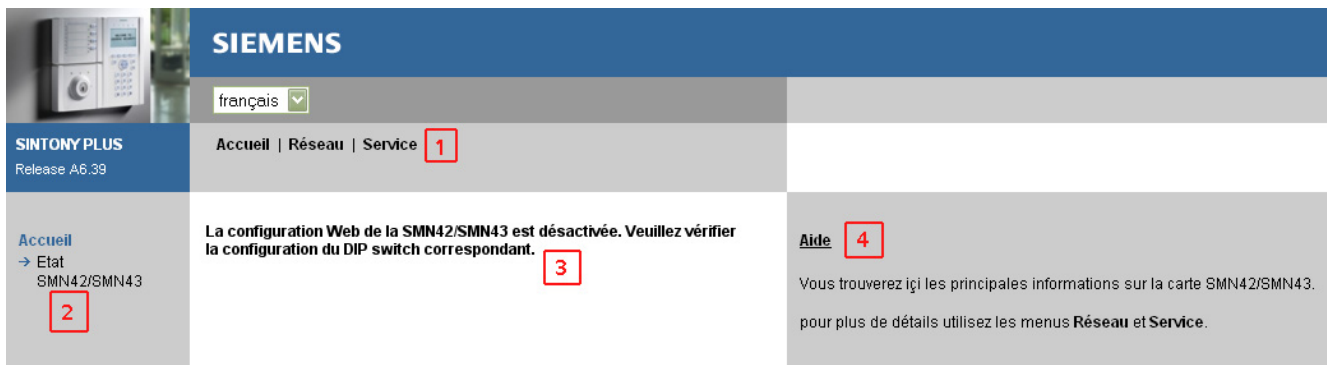 SIEMENS
français
SINTONY PLUS
Release A6.39
Accueil | Réseau | Service
1
Accueil
→ Etat
SMN42/SMN43
2
La configuration Web de la SMN42/SMN43 est désactivée. Veuillez vérifier
la configuration du DIP switch correspondant.
3
Aide
4
Vous trouverez içi les principales informations sur la carte SMN42/SMN43.
pour plus de détails utilisez les menus Réseau et Service.